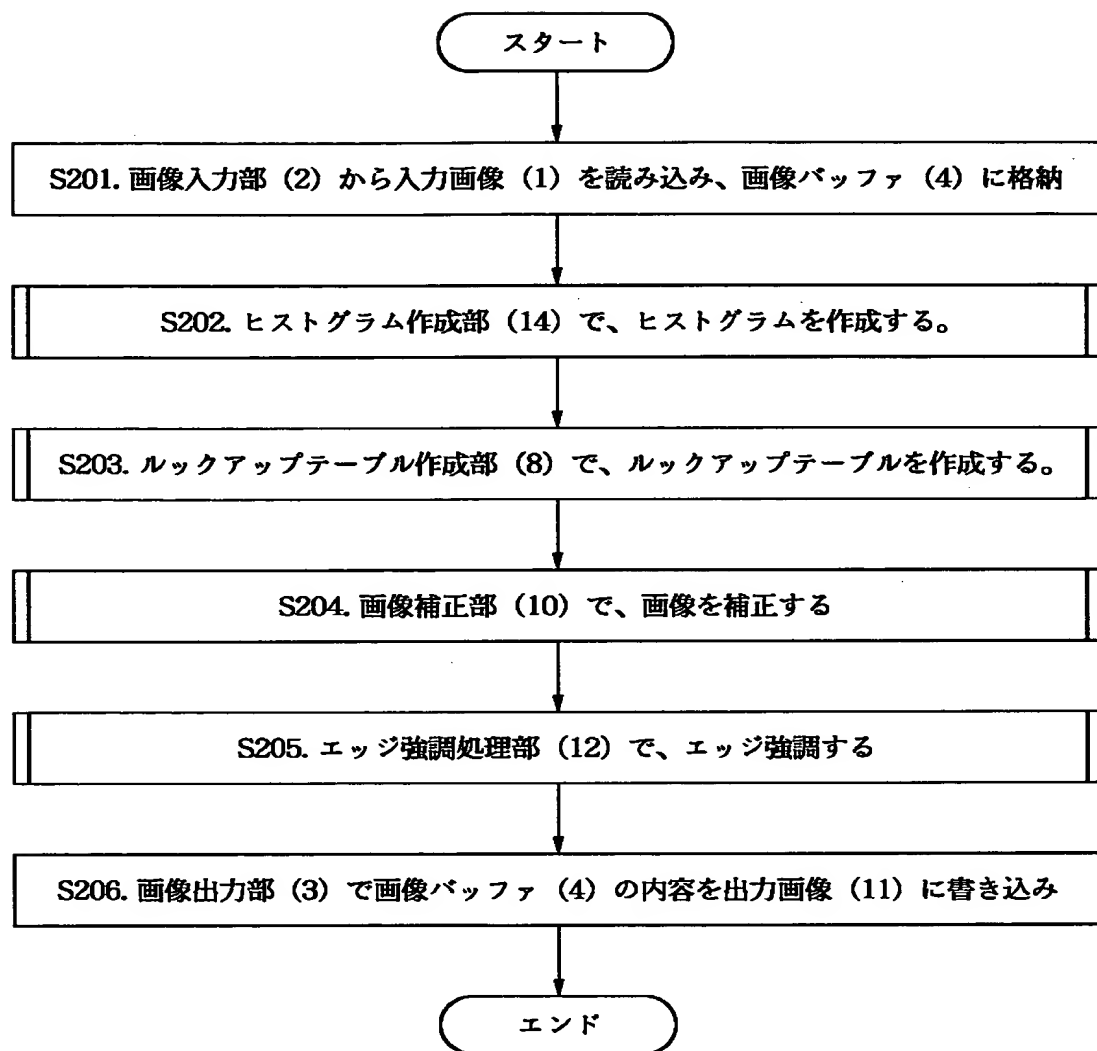 スタート
S201. 画像入力部（2）から入力画像（1）を読み込み、画像バッファ（4）に格納
S202. ヒストグラム作成部（14）で、ヒストグラムを作成する。
S203. ルックアップテーブル作成部（8）で、ルックアップテーブルを作成する。
S204. 画像補正部（10）で、画像を補正する
S205. エッジ強調処理部（12）で、エッジ強調する
S206. 画像出力部（3）で画像バッファ（4）の内容を出力画像（11）に書き込み
エンド